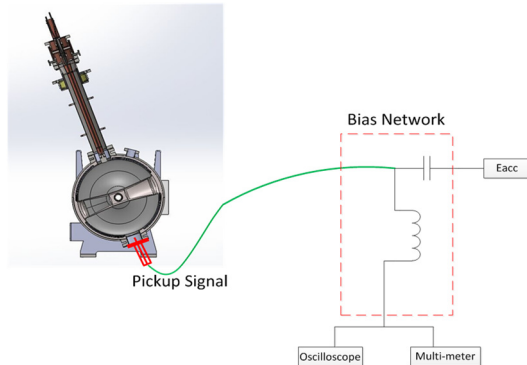 Bias Network
Eacc
Pickup Signal
Oscilloscope
Multi-meter